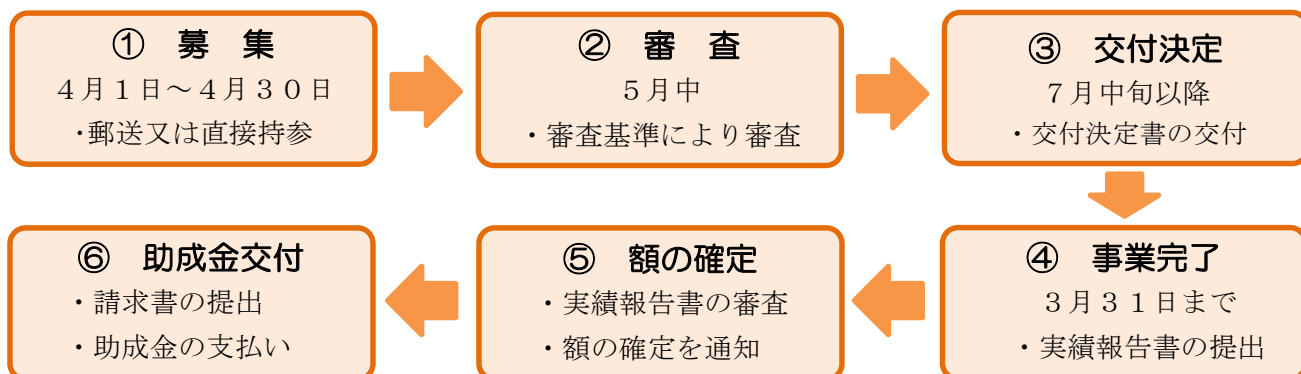 ① 募　集
４月１日～４月３０日
・郵送又は直接持参
② 審　査
５月中
・審査基準により審査
③ 交付決定
７月中旬以降
・交付決定書の交付
④ 事業完了
３月３１日まで
・実績報告書の提出
⑤ 額の確定
・実績報告書の審査
・額の確定を通知
⑥ 助成金交付
・請求書の提出
・助成金の支払い